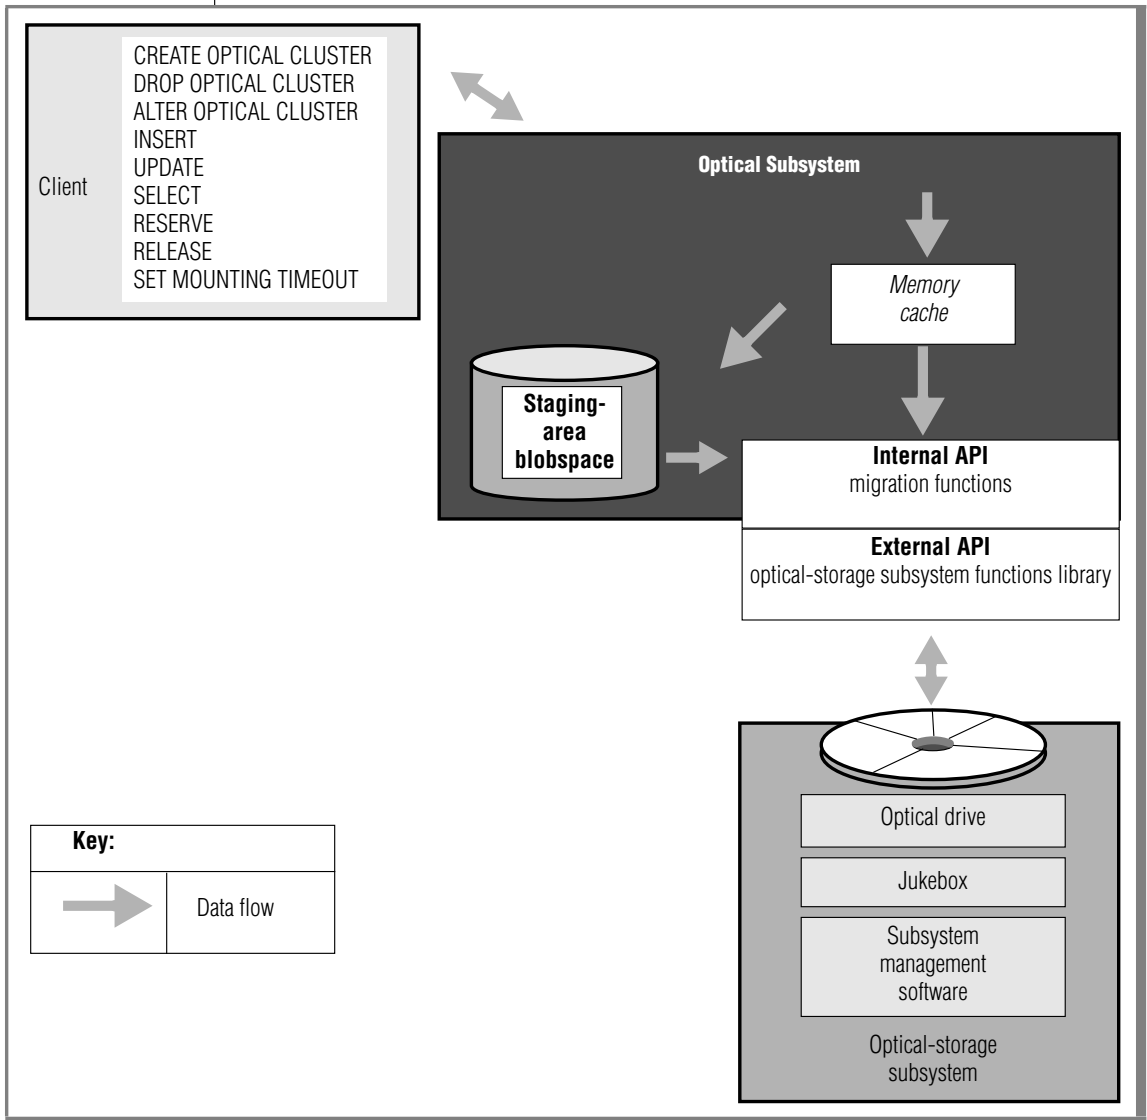 CREATE OPTICAL CLUSTER
DROP OPTICAL CLUSTER
ALTER OPTICAL CLUSTER
INSERT
UPDATE
SELECT
RESERVE
RELEASE
SET MOUNTING TIMEOUT
Client
Optical Subsystem
Memory
cache
Staging-
area
blobspace
Internal API
migration functions
External API
optical-storage subsystem functions library
Optical drive
Jukebox
Subsystem
management
software
Optical-storage
subsystem
Key:
Data flow